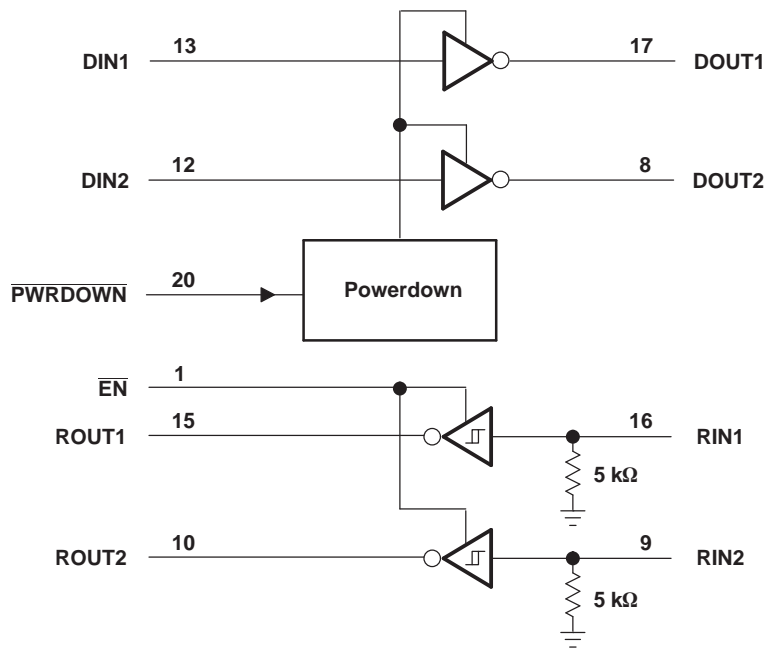 DIN1 13 17 DOUT1
DIN2 12 8 DOUT2
PWRDOWN 20 Powerdown
EN 1
ROUT1 15 16 RIN1
5 kΩ
ROUT2 10 9 RIN2
5 kΩ